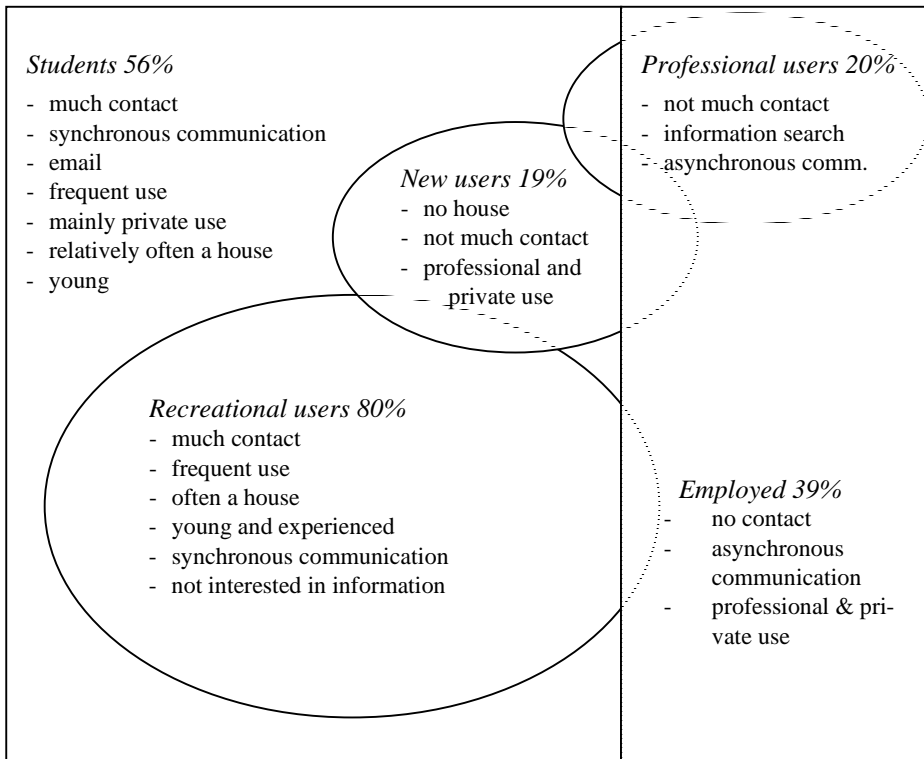 Students 56%
- much contact
- synchronous communication
- email
- frequent use
- mainly private use
- relatively often a house
- young
Professional users 20%
- not much contact
- information search
- asynchronous comm.
New users 19%
- no house
- not much contact
- professional and
private use
Recreational users 80%
- much contact
- frequent use
- often a house
- young and experienced
- synchronous communication
- not interested in information
Employed 39%
- no contact
- asynchronous
communication
- professional & pri-
vate use